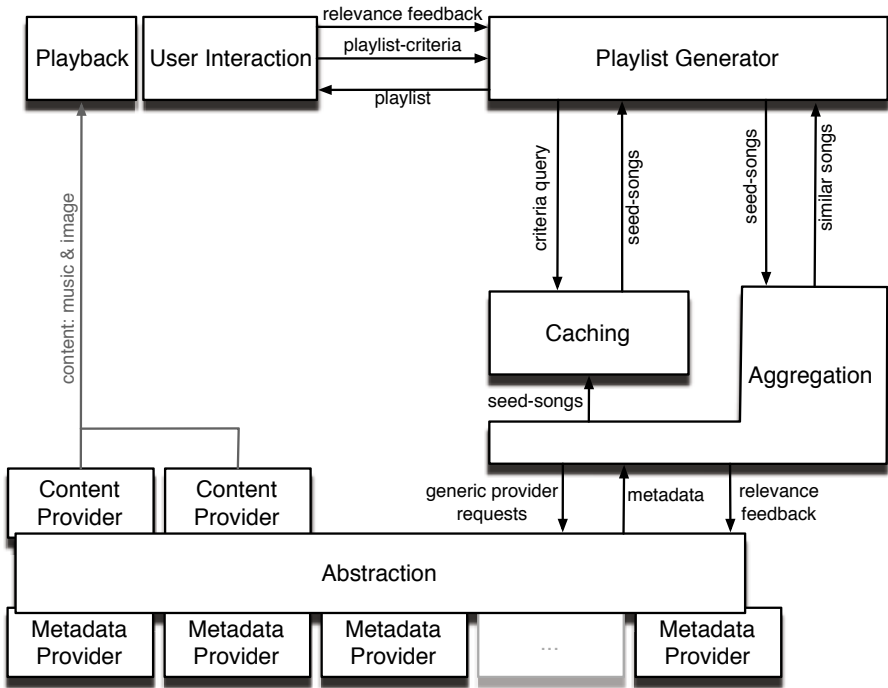 relevance feedback
Playback
User Interaction
playlist-criteria
Playlist Generator
playlist
criteria query
seed-songs
seed-songs
similar songs
content: music & image
Caching
Aggregation
seed-songs
Content
Provider
Content
Provider
generic provider
requests
metadata
relevance
feedback
Abstraction
Metadata
Provider
Metadata
Provider
Metadata
Provider
...
Metadata
Provider